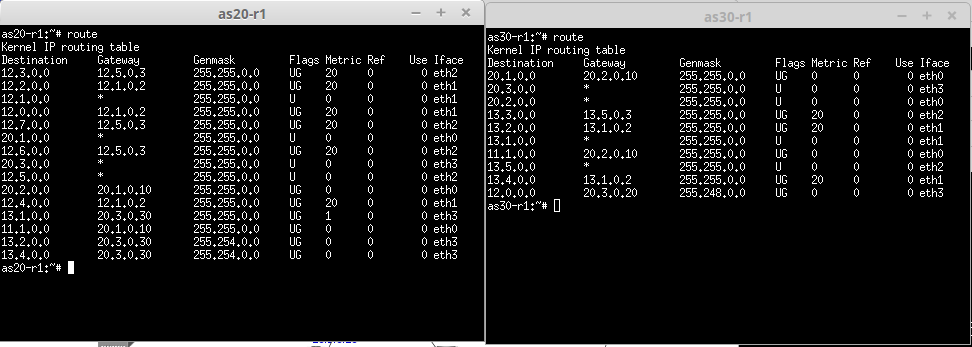 as20-r1
as20-r1:~# route
Kernel IP routing table
Destination Gateway Genmask Flags Metric Ref Use Iface
12.3.0.0 12.5.0.3 255.255.0.0 UG 20 0 0 eth2
12.2.0.0 12.1.0.2 255.255.0.0 UG 20 0 0 eth1
12.1.0.0 * 255.255.0.0 U 0 0 0 eth1
12.0.0.0 12.1.0.2 255.255.0.0 UG 20 0 0 eth1
12.7.0.0 12.5.0.3 255.255.0.0 UG 20 0 0 eth2
20.1.0.0 * 255.255.0.0 U 0 0 0 eth0
12.6.0.0 12.5.0.3 255.255.0.0 UG 20 0 0 eth2
20.3.0.0 * 255.255.0.0 U 0 0 0 eth3
12.5.0.0 * 255.255.0.0 U 0 0 0 eth2
20.2.0.0 20.1.0.10 255.255.0.0 UG 0 0 0 eth0
12.4.0.0 12.1.0.2 255.255.0.0 UG 20 0 0 eth1
13.1.0.0 20.3.0.30 255.255.0.0 UG 1 0 0 eth3
11.1.0.0 20.1.0.10 255.255.0.0 UG 0 0 0 eth0
13.2.0.0 20.3.0.30 255.254.0.0 UG 0 0 0 eth3
13.4.0.0 20.3.0.30 255.254.0.0 UG 0 0 0 eth3
as20-r1:~#
as30-r1
as30-r1:~# route
Kernel IP routing table
Destination Gateway Genmask Flags Metric Ref Use Iface
20.1.0.0 20.2.0.10 255.255.0.0 UG 0 0 0 eth0
20.3.0.0 * 255.255.0.0 U 0 0 0 eth3
20.2.0.0 * 255.255.0.0 U 0 0 0 eth0
13.3.0.0 13.5.0.3 255.255.0.0 UG 20 0 0 eth2
13.2.0.0 13.1.0.2 255.255.0.0 UG 20 0 0 eth1
13.1.0.0 * 255.255.0.0 U 0 0 0 eth1
11.1.0.0 20.2.0.10 255.255.0.0 UG 0 0 0 eth0
13.5.0.0 * 255.255.0.0 U 0 0 0 eth2
13.4.0.0 13.1.0.2 255.255.0.0 UG 20 0 0 eth1
12.0.0.0 20.3.0.20 255.248.0.0 UG 0 0 0 eth3
as30-r1:~#